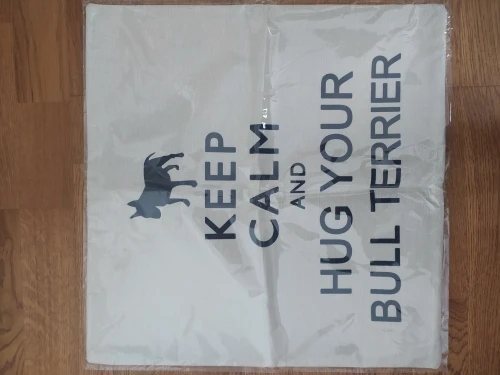 KEEP
CALM
AND
HUG YOUR
BULL TERRIER